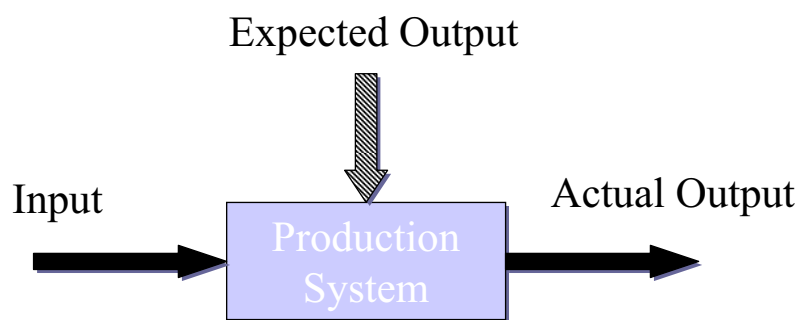 Expected Output
Input
Actual Output
Production
System